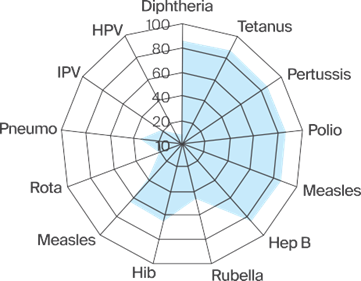 Diphtheria
Tetanus
Pertussis
Polio
Measles
Hep B
Rubella
Hib
Measles
Rota
Pneumo
IPV
HPV
100
80
60
40
20
10